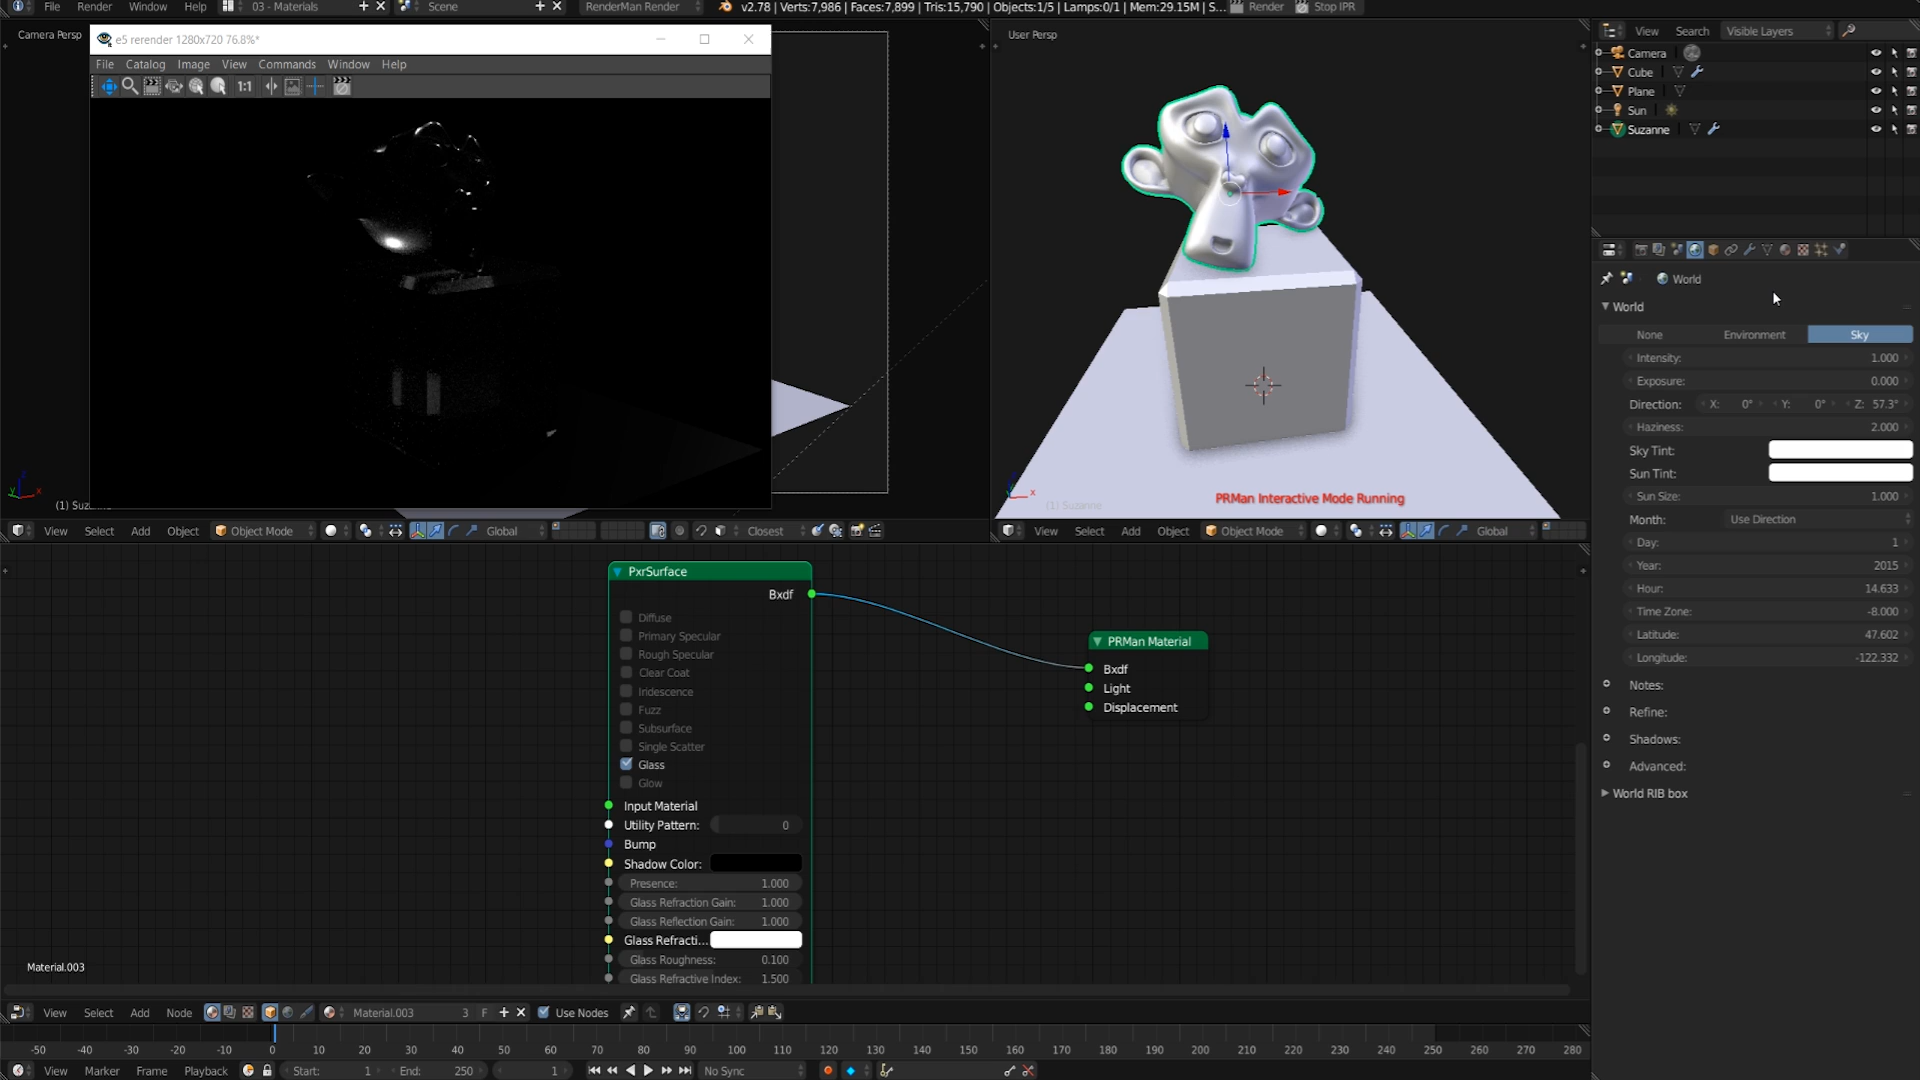 File Render Window Help 03 - Materials Scene RenderMan Render v2.78 | Verts:7,986 | Faces:7,899 | Tris:15,790 | Objects:1/5 | Lamps:0/1 | Mem:29.15M | S... Render Stop IPR
Camera Persp
e5 rerender 1280x720 76.8%*
File Catalog Image View Commands Window Help
1:1
(1) Suz
View Select Add Object Object Mode Global Closest
User Persp
PRMan Interactive Mode Running
(1) Suzanne
View Select Add Object Object Mode Global
View Search Visible Layers
Camera
Cube
Plane
Sun
Suzanne
World
World
None Environment Sky
Intensity: 1.000
Exposure: 0.000
Direction: X: 0° Y: 0° Z: 57.3°
Haziness: 2.000
Sky Tint:
Sun Tint:
Sun Size: 1.000
Month: Use Direction
Day: 1
Year: 2015
Hour: 14.633
Time Zone: -8.000
Latitude: 47.602
Longitude: -122.332
Notes:
Refine:
Shadows:
Advanced:
World RIB box
PxrSurface
Bxdf
Diffuse
Primary Specular
Rough Specular
Clear Coat
Iridescence
Fuzz
Subsurface
Single Scatter
Glass
Glow
Input Material
Utility Pattern: 0
Bump
Shadow Color:
Presence: 1.000
Glass Refraction Gain: 1.000
Glass Reflection Gain: 1.000
Glass Refracti...
Glass Roughness: 0.100
Glass Refractive Index: 1.500
PRMan Material
Bxdf
Light
Displacement
Material.003
View Select Add Node Material.003 3 F Use Nodes
-50 -40 -30 -20 -10 0 10 20 30 40 50 60 70 80 90 100 110 120 130 140 150 160 170 180 190 200 210 220 230 240 250 260 270 280
View Marker Frame Playback Start: 1 End: 250 1 No Sync